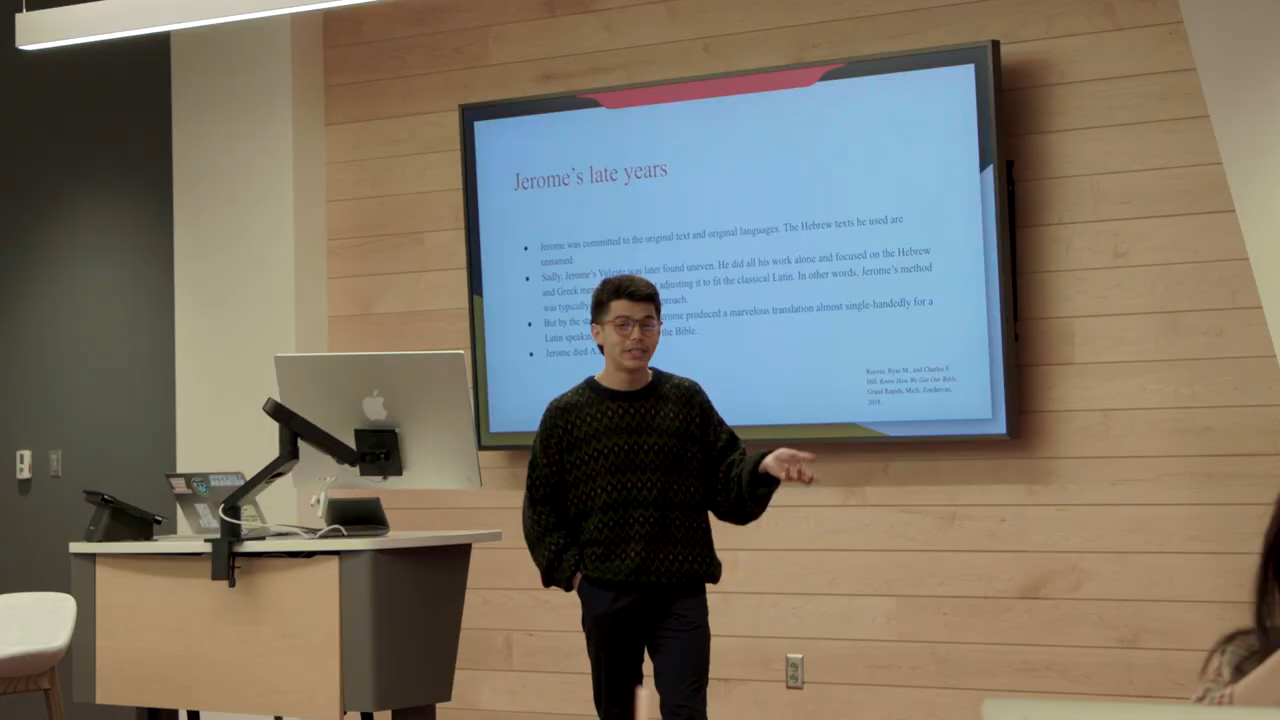 Jerome's late years
Jerome was committed to the original text and original languages. The Hebrew texts he used are
unnamed.
Sadly, Jerome's Vulgate was later found uneven. He did all his work alone and focused on the Hebrew
and Greek adjusting it to fit the classical Latin. In other words, Jerome's method
was typically
But by the Jerome produced a marvelous translation almost single-handedly for a
Latin the Bible.
Jerome died
Reeves, Ryan M., and Charles E.
Hill. Know How We Got Our Bible.
Grand Rapids, Mich: Zondervan,
2018.